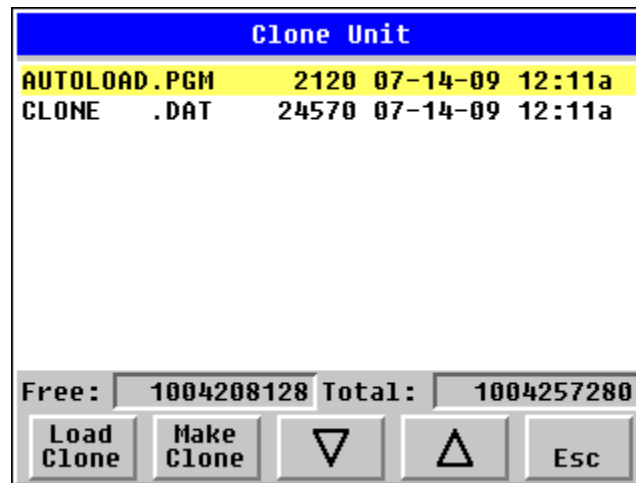 Clone Unit
AUTOLOAD.PGM 2120 07-14-09 12:11a
CLONE .DAT 24570 07-14-09 12:11a
Free: 1004208128 Total: 1004257280
Load Clone
Make Clone
Esc